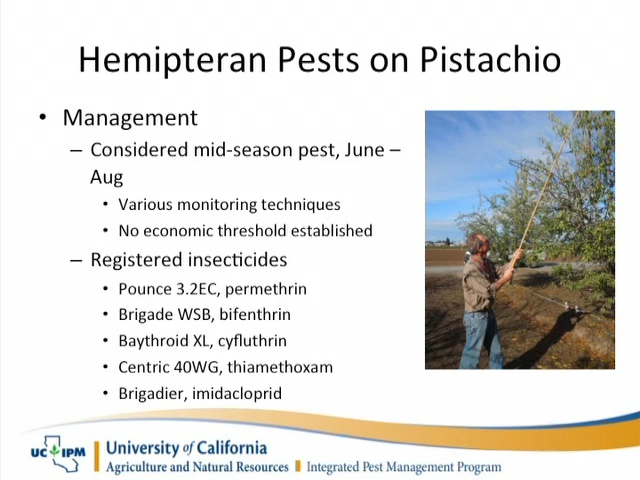 Hemipteran Pests on Pistachio
• Management
– Considered mid-season pest, June –
Aug
• Various monitoring techniques
• No economic threshold established
– Registered insecticides
• Pounce 3.2EC, permethrin
• Brigade WSB, bifenthrin
• Baythroid XL, cyfluthrin
• Centric 40WG, thiamethoxam
• Brigadier, imidacloprid
UC IPM
University of California
Agriculture and Natural Resources | Integrated Pest Management Program